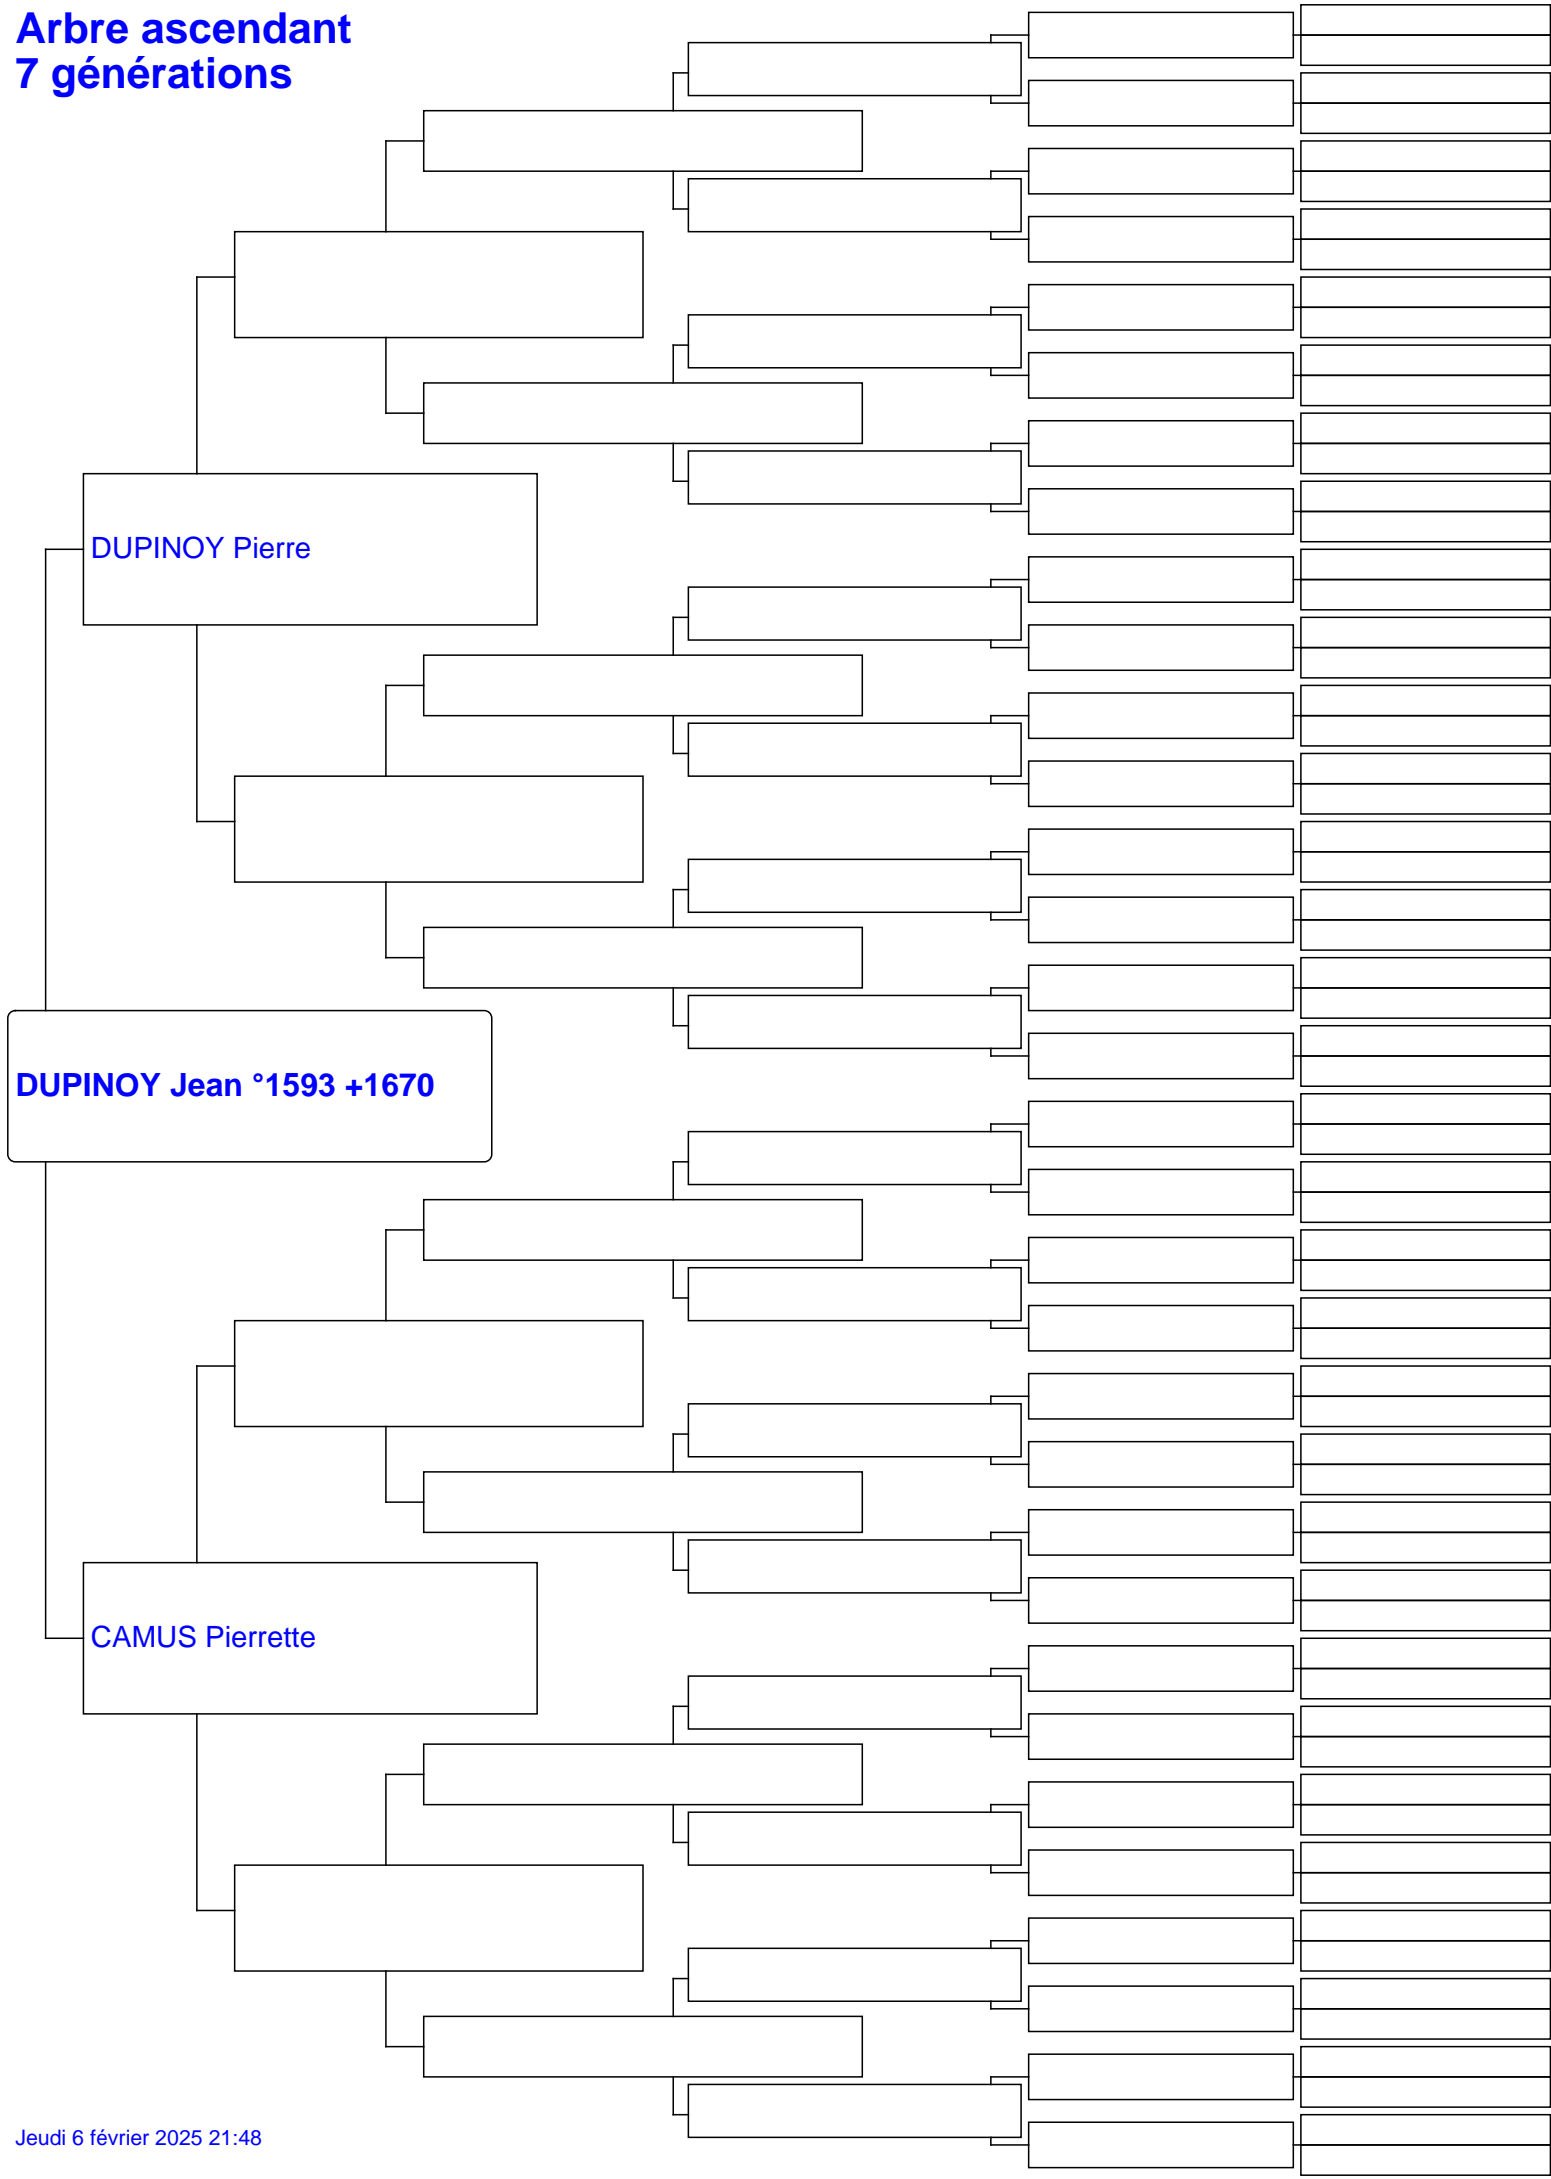 Arbre ascendant
7 générations
DUPINOY Pierre
DUPINOY Jean °1593 +1670
CAMUS Pierrette
Jeudi 6 février 2025 21:48